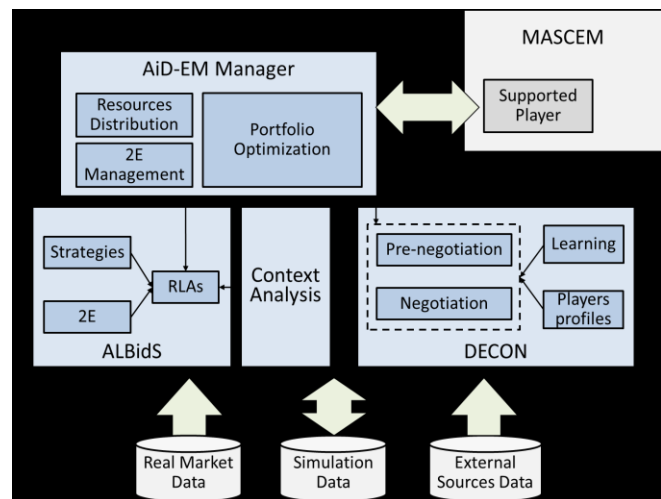 MASCEM
AiD-EM Manager
Supported
Player
Resources
Distribution
Portfolio
Optimization
2E
Management
Strategies
RLAs
2E
ALBidS
Context
Analysis
Pre-negotiation
Negotiation
Learning
Players
profiles
DECON
Real Market
Data
Simulation
Data
External
Sources Data